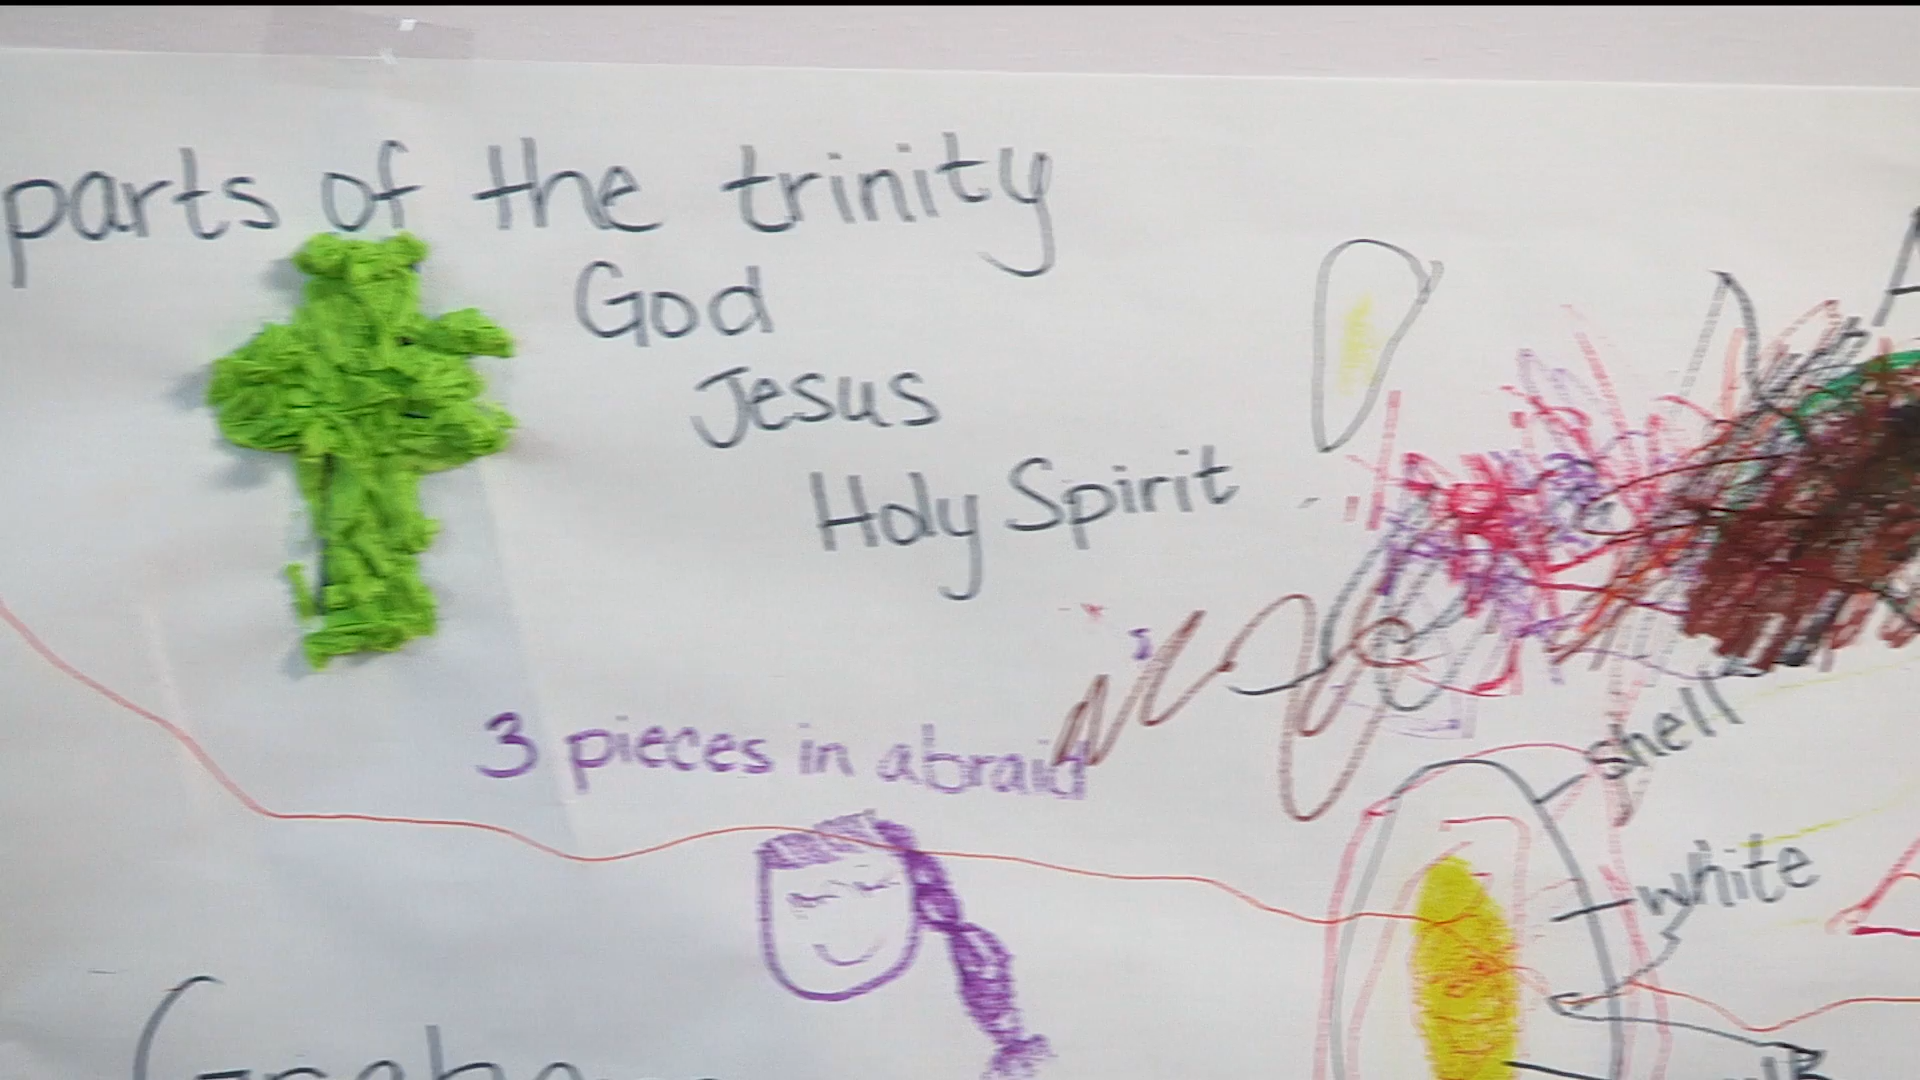 parts of the trinity
God
Jesus
Holy Spirit
3 pieces in a braid
shell
white